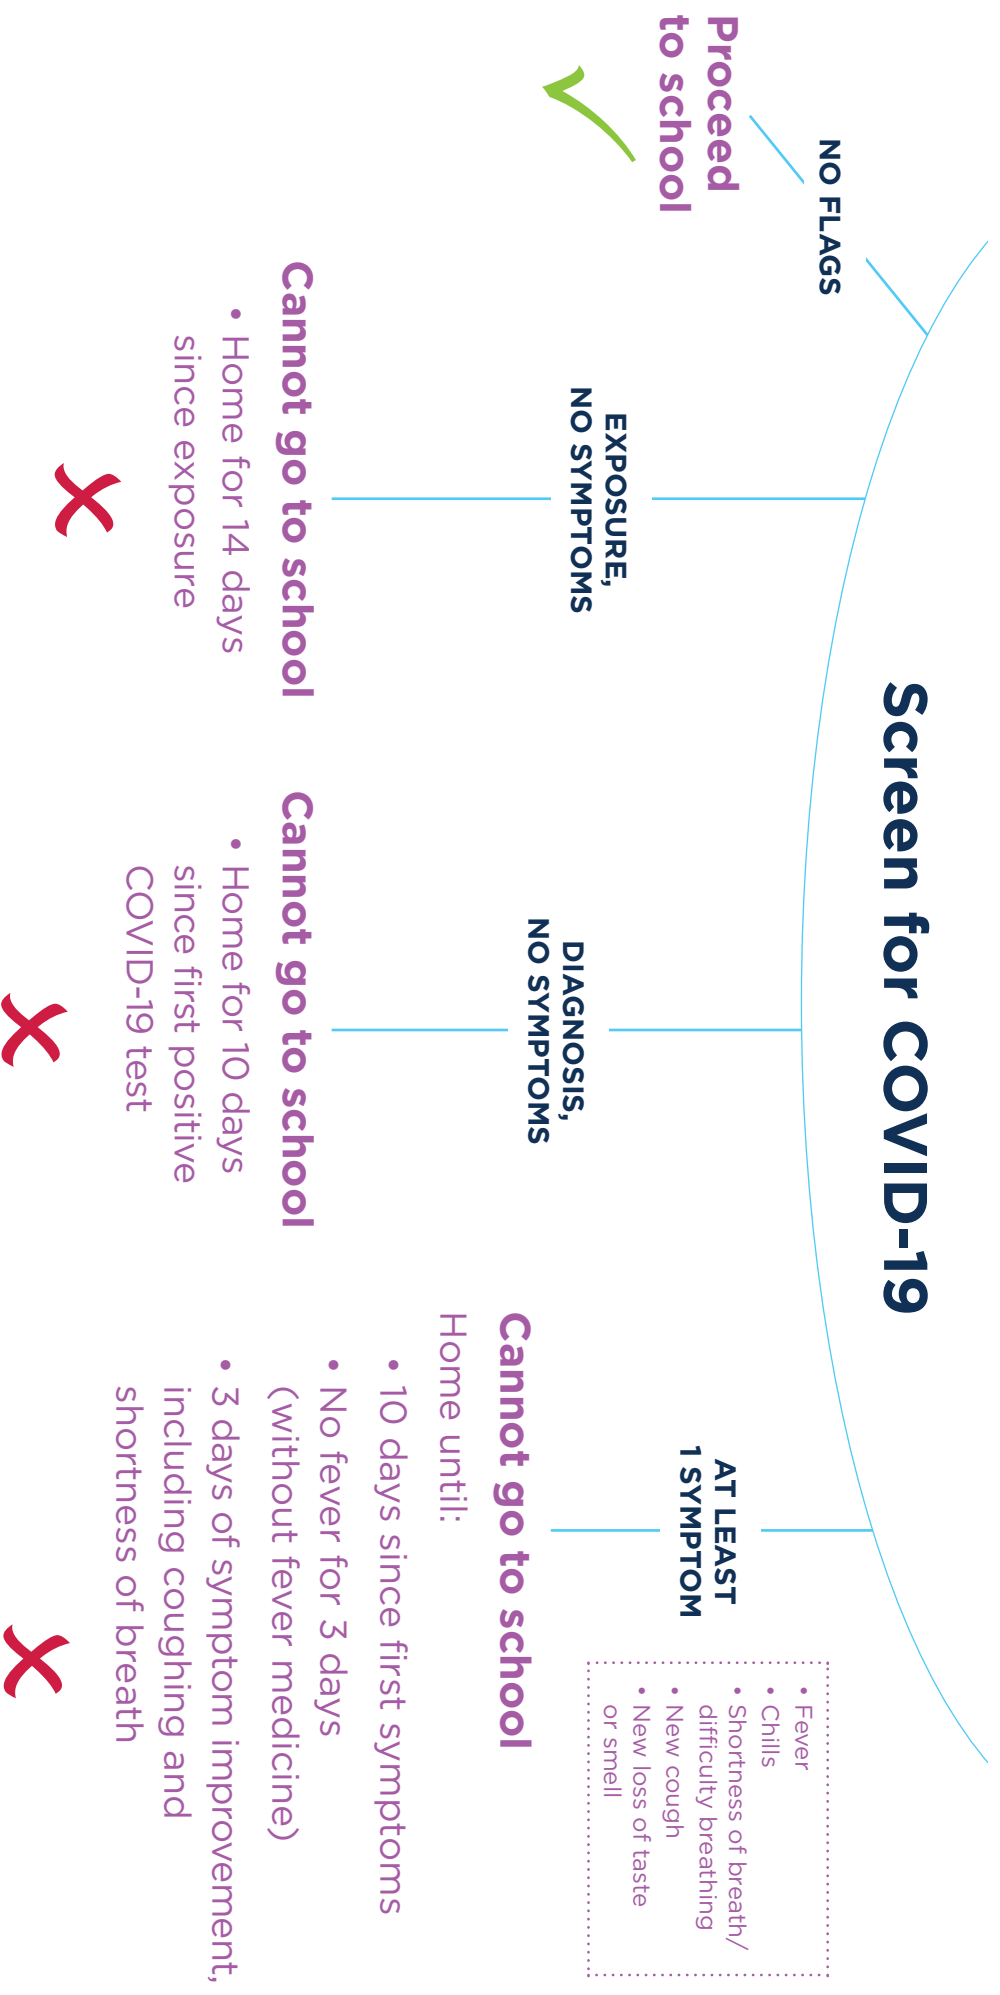 Screen for COVID-19
NO FLAGS
Proceed
to school
EXPOSURE,
NO SYMPTOMS
Cannot go to school
• Home for 14 days
since exposure
DIAGNOSIS,
NO SYMPTOMS
Cannot go to school
• Home for 10 days
since first positive
COVID-19 test
AT LEAST
1 SYMPTOM
• Fever
• Chills
• Shortness of breath/
difficulty breathing
• New cough
• New loss of taste
or smell
Cannot go to school
Home until:
• 10 days since first symptoms
• No fever for 3 days
(without fever medicine)
• 3 days of symptom improvement,
including coughing and
shortness of breath